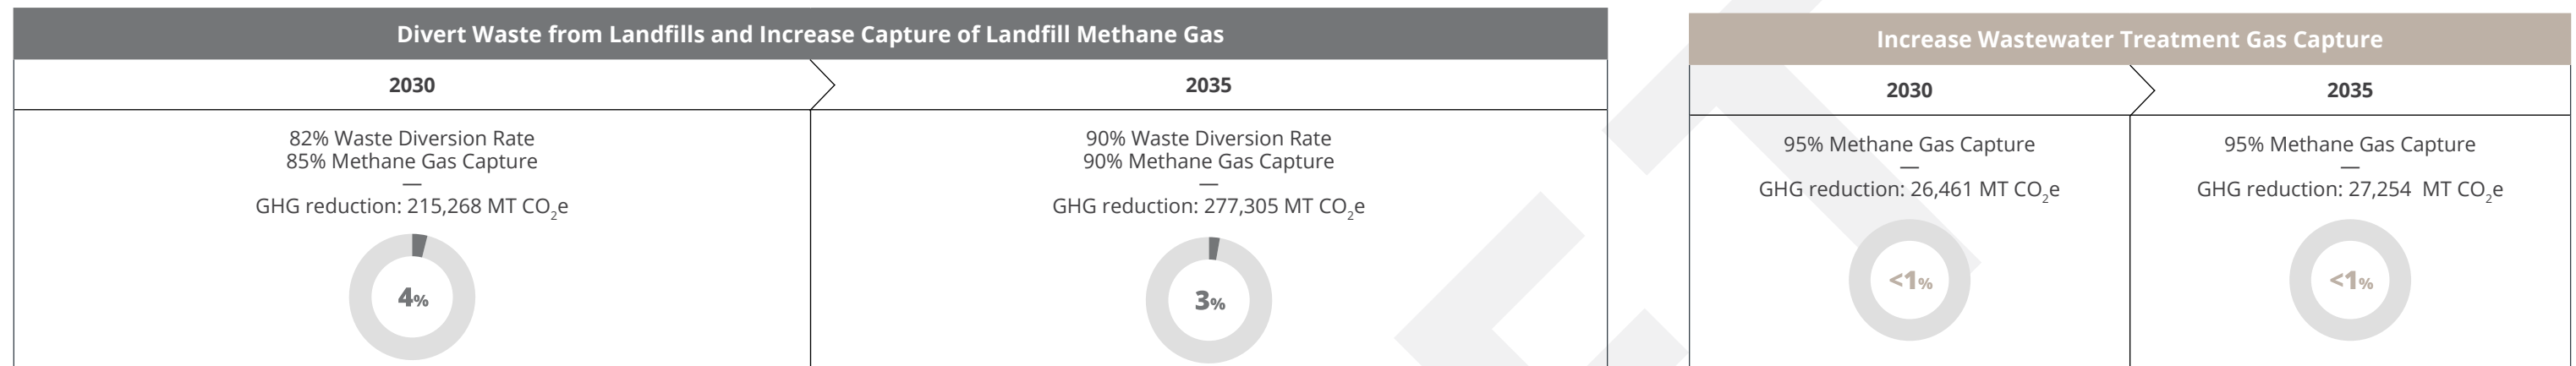 Divert Waste from Landfills and Increase Capture of Landfill Methane Gas
2030
2035
82% Waste Diversion Rate
85% Methane Gas Capture
—
GHG reduction: 215,268 MT CO₂e
4%
90% Waste Diversion Rate
90% Methane Gas Capture
—
GHG reduction: 277,305 MT CO₂e
3%
Increase Wastewater Treatment Gas Capture
2030
2035
95% Methane Gas Capture
—
GHG reduction: 26,461 MT CO₂e
<1%
95% Methane Gas Capture
—
GHG reduction: 27,254 MT CO₂e
<1%